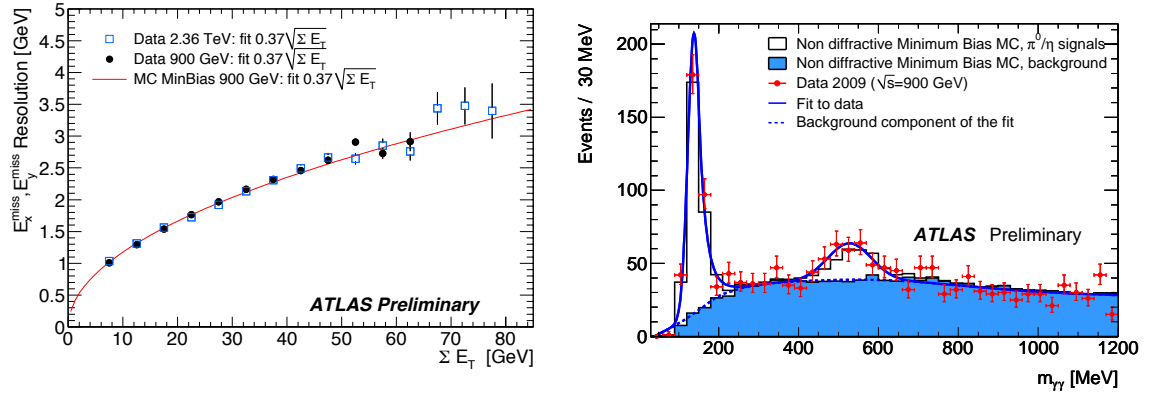 Data 2.36 TeV: fit 0.37√Σ E_T
Data 900 GeV: fit 0.37√Σ E_T
MC MinBias 900 GeV: fit 0.37√Σ E_T
E_x^miss, E_y^miss Resolution [GeV]
5
4.5
4
3.5
3
2.5
2
1.5
1
0.5
0
ATLAS Preliminary
0 10 20 30 40 50 60 70 80
Σ E_T [GeV]
Non diffractive Minimum Bias MC, π⁰/η signals
Non diffractive Minimum Bias MC, background
Data 2009 (√s=900 GeV)
Fit to data
Background component of the fit
Events / 30 MeV
200
150
100
50
0
ATLAS Preliminary
200 400 600 800 1000 1200
m_γγ [MeV]